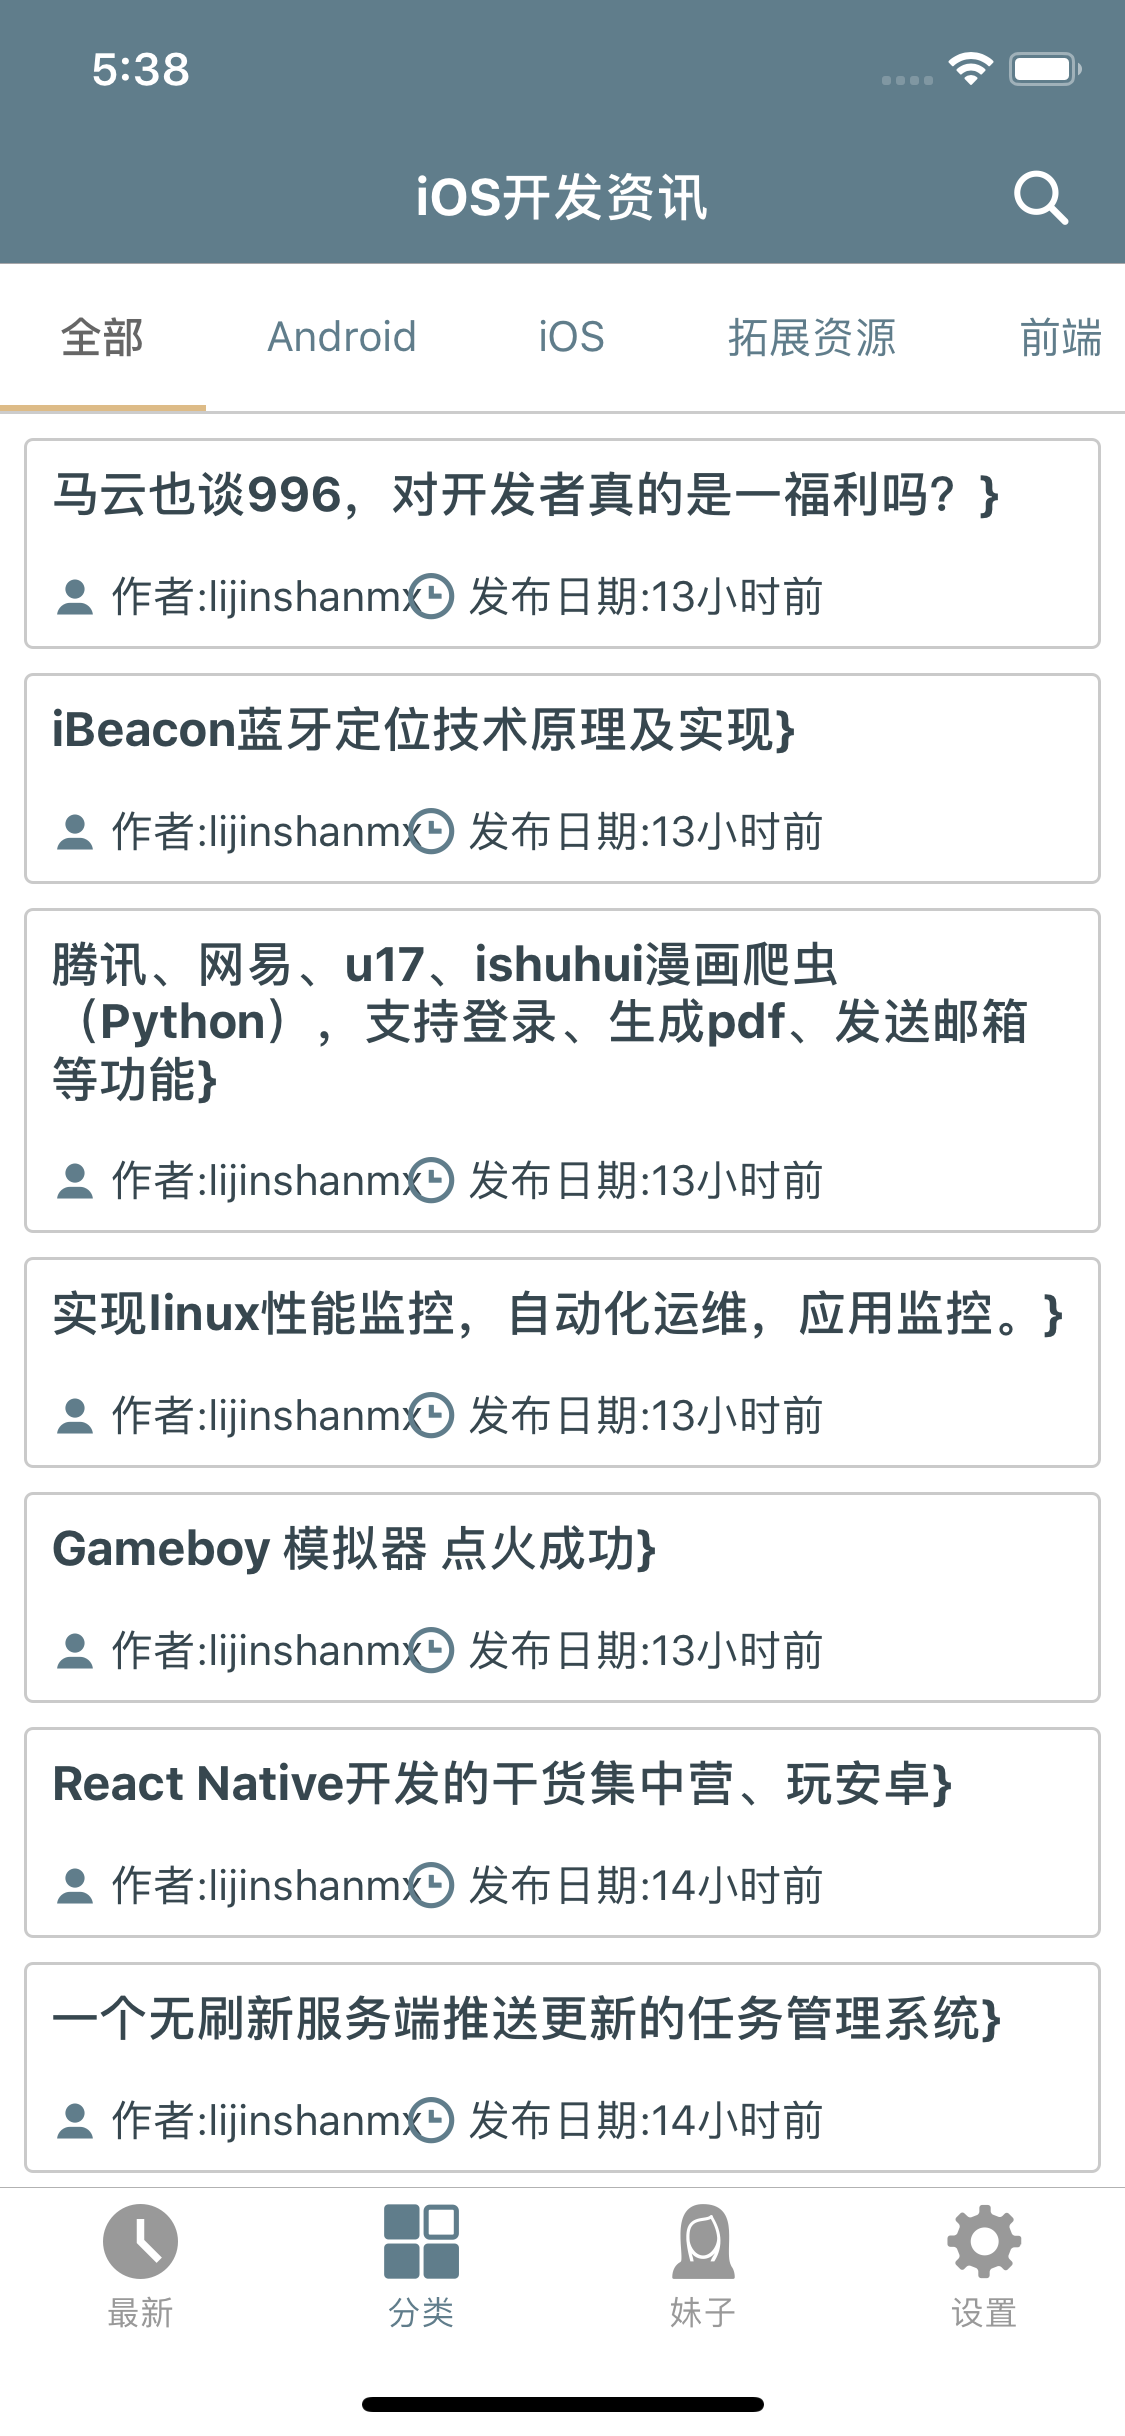 5:38
iOS开发资讯
全部 Android iOS 拓展资源 前端
马云也谈996，对开发者真的是一福利吗？}
作者:lijinshanmx 发布日期:13小时前
iBeacon蓝牙定位技术原理及实现}
作者:lijinshanmx 发布日期:13小时前
腾讯、网易、u17、ishuhui漫画爬虫
（Python），支持登录、生成pdf、发送邮箱
等功能}
作者:lijinshanmx 发布日期:13小时前
实现linux性能监控，自动化运维，应用监控。}
作者:lijinshanmx 发布日期:13小时前
Gameboy 模拟器 点火成功}
作者:lijinshanmx 发布日期:13小时前
React Native开发的干货集中营、玩安卓}
作者:lijinshanmx 发布日期:14小时前
一个无刷新服务端推送更新的任务管理系统}
作者:lijinshanmx 发布日期:14小时前
最新 分类 妹子 设置